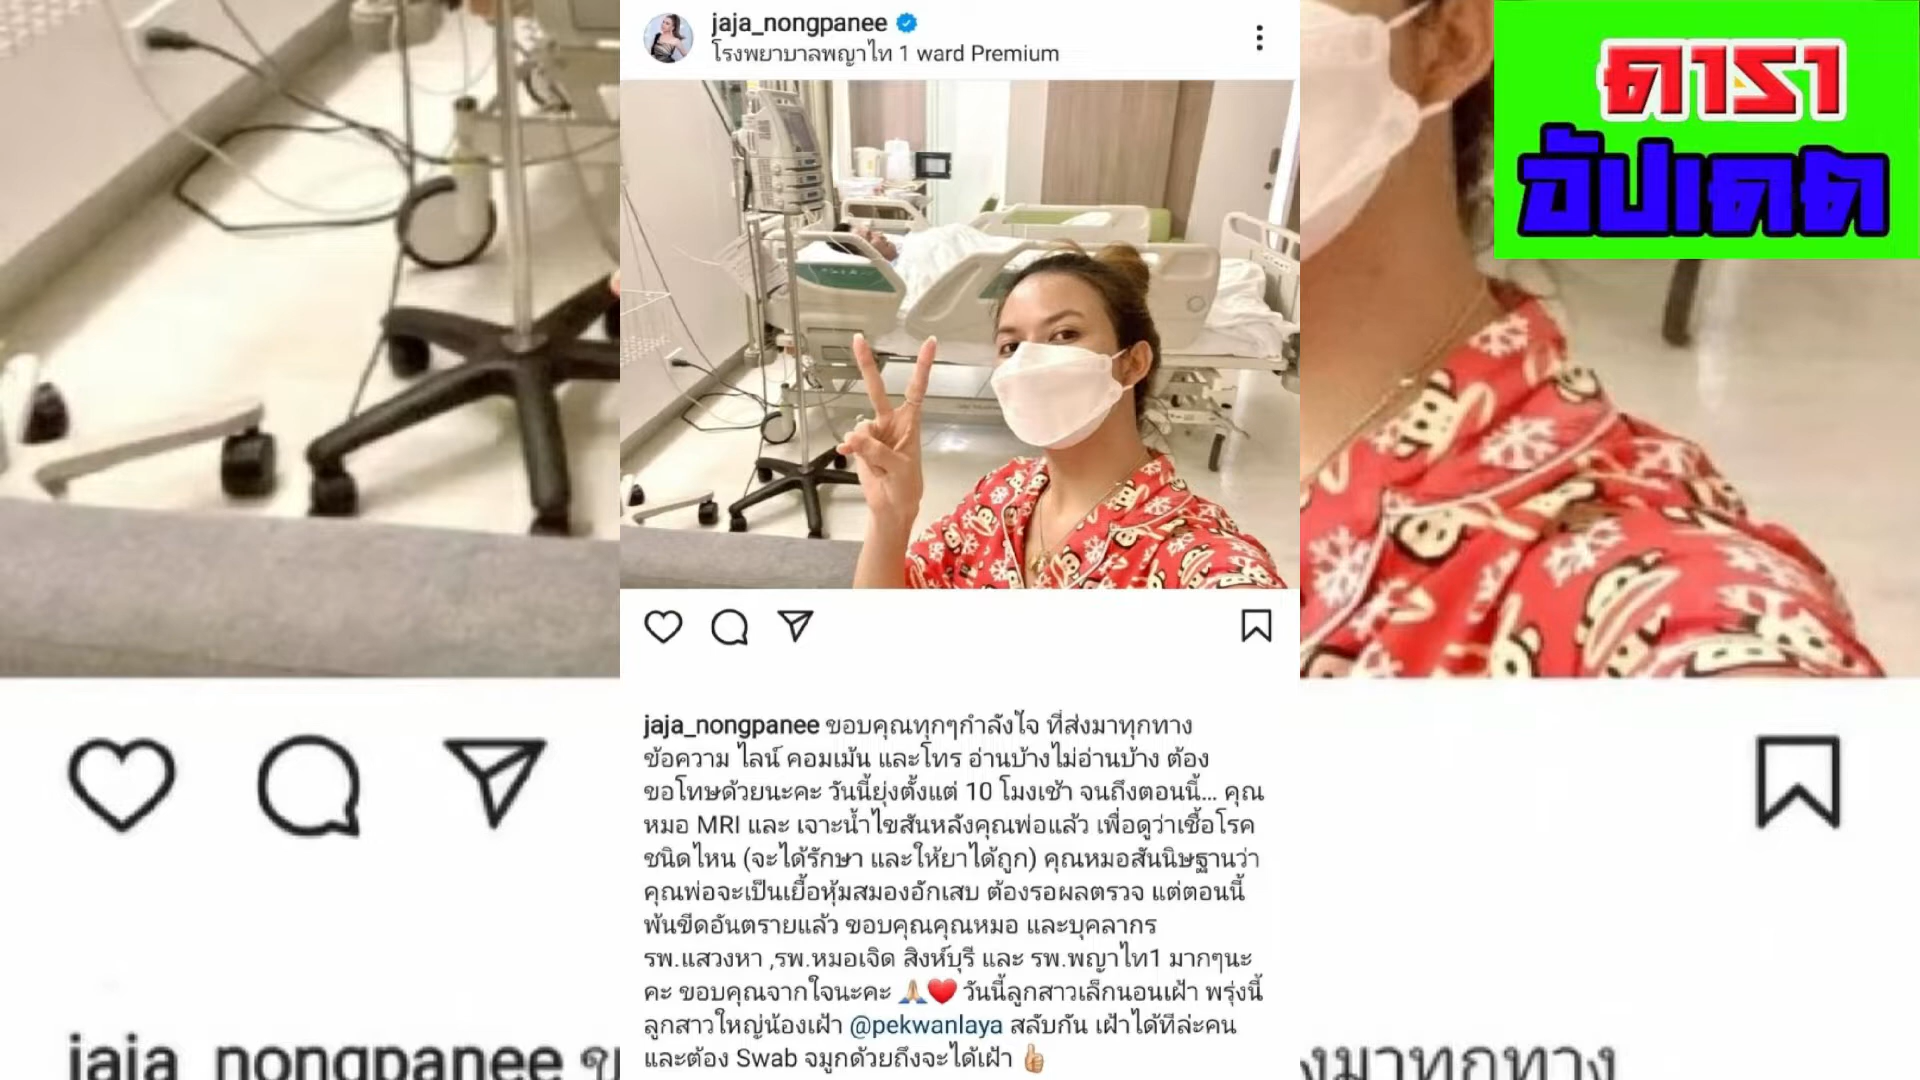 jaja_nongpanee
โรงพยาบาลพญาไท 1 ward Premium
ดารา
อัปเดต
jaja_nongpanee ขอบคุณทุกๆกำลังใจ ที่ส่งมาทุกทาง
ข้อความ ไลน์ คอมเม้น และโทร อ่านบ้างไม่อ่านบ้าง ต้อง
ขอโทษด้วยนะคะ วันนี้ยุ่งตั้งแต่ 10 โมงเช้า จนถึงตอนนี้... คุณ
หมอ MRI และ เจาะน้ำไขสันหลังคุณพ่อแล้ว เพื่อดูว่าเชื้อโรค
ชนิดไหน (จะได้รักษา และให้ยาได้ถูก) คุณหมอสันนิษฐานว่า
คุณพ่อจะเป็นเยื้อหุ้มสมองอักเสบ ต้องรอผลตรวจ แต่ตอนนี้
พ้นขีดอันตรายแล้ว ขอบคุณคุณหมอ และบุคลากร
รพ.แสวงหา ,รพ.หมอเจิด สิงห์บุรี และ รพ.พญาไท1 มากๆนะ
คะ ขอบคุณจากใจนะคะ 🙏🏼❤️ วันนี้ลูกสาวเล็กนอนเฝ้า พรุ่งนี้
ลูกสาวใหญ่น้องเฝ้า @pekwanlaya สลับกัน เฝ้าได้ทีล่ะคน
และต้อง Swab จมูกด้วยถึงจะได้เฝ้า 👍🏼
jaja_nongpanee ข
งมาทุกทาง